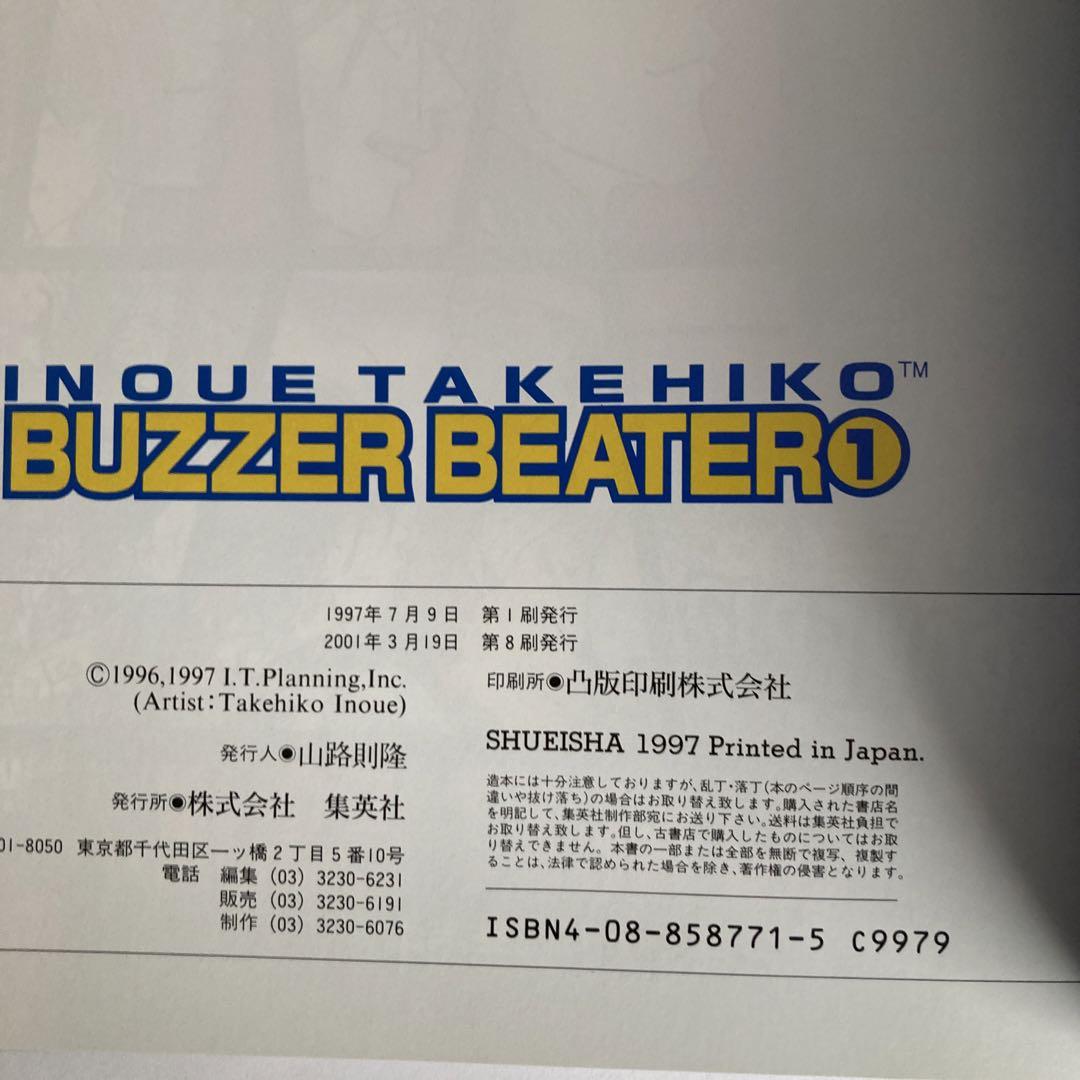 INOUE TAKEHIKO™
BUZZER BEATER①
1997年7月9日 第1刷発行
2001年3月19日 第8刷発行
©1996,1997 I.T.Planning,Inc.
(Artist:Takehiko Inoue)
発行人◉山路則隆
発行所◉株式会社 集英社
01-8050 東京都千代田区一ッ橋2丁目5番10号
電話 編集 (03) 3230-6231
販売 (03) 3230-6191
制作 (03) 3230-6076
印刷所◉凸版印刷株式会社
SHUEISHA 1997 Printed in Japan.
造本には十分注意しておりますが、乱丁・落丁(本のページ順序の間
違いや抜け落ち)の場合はお取り替え致します。購入された書店名
を明記して、集英社制作部宛にお送り下さい。送料は集英社負担で
お取り替え致します。但し、古書店で購入したものについてはお取
り替えできません。本書の一部または全部を無断で複写、複製す
ることは、法律で認められた場合を除き、著作権の侵害となります。
ISBN4-08-858771-5 C9979